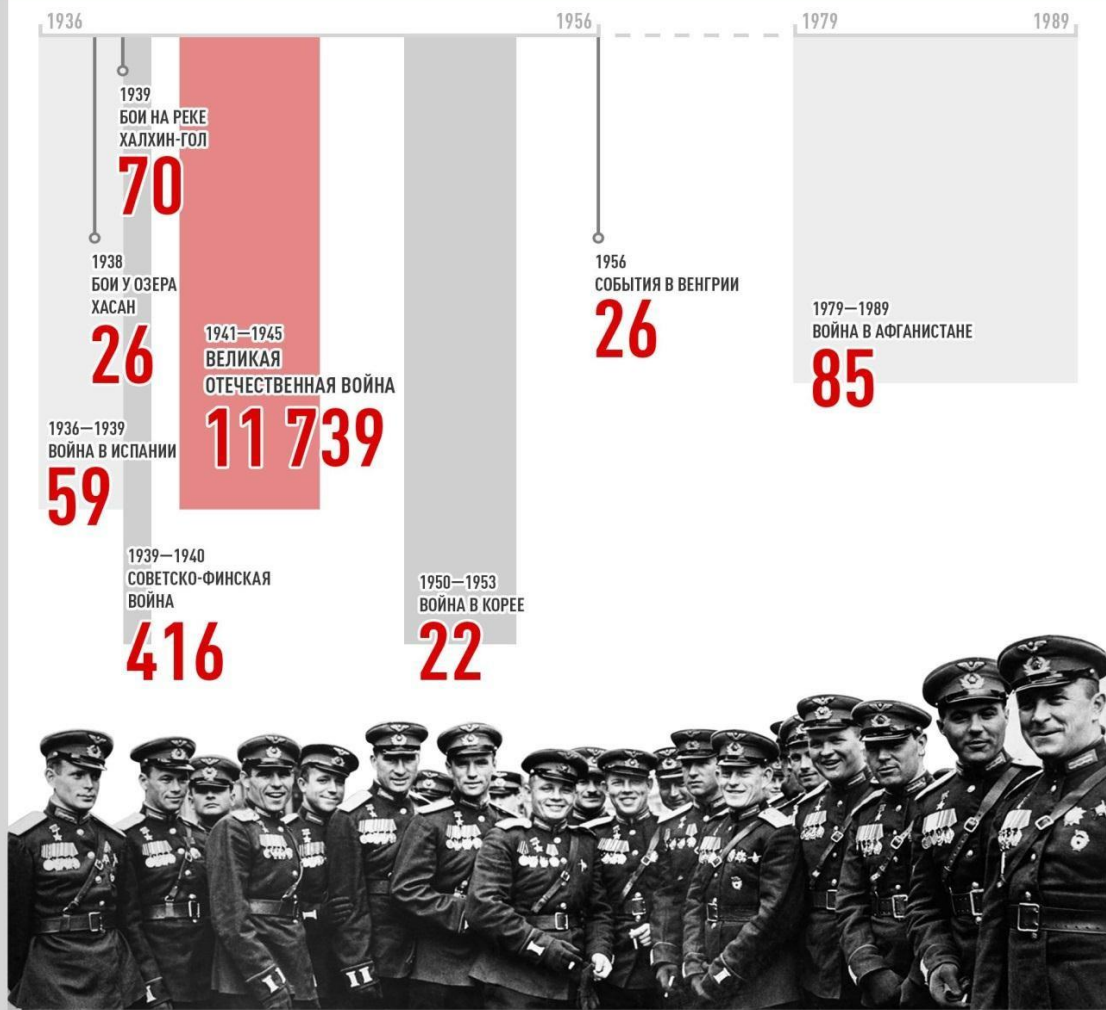 1936
1956
1979
1989
1939
БОИ НА РЕКЕ
ХАЛХИН-ГОЛ
70
1938
БОИ У ОЗЕРА
ХАСАН
26
1936—1939
ВОЙНА В ИСПАНИИ
59
1939—1940
СОВЕТСКО-ФИНСКАЯ
ВОЙНА
416
1941—1945
ВЕЛИКАЯ
ОТЕЧЕСТВЕННАЯ ВОЙНА
11 739
1950—1953
ВОЙНА В КОРЕЕ
22
1956
СОБЫТИЯ В ВЕНГРИИ
26
1979—1989
ВОЙНА В АФГАНИСТАНЕ
85